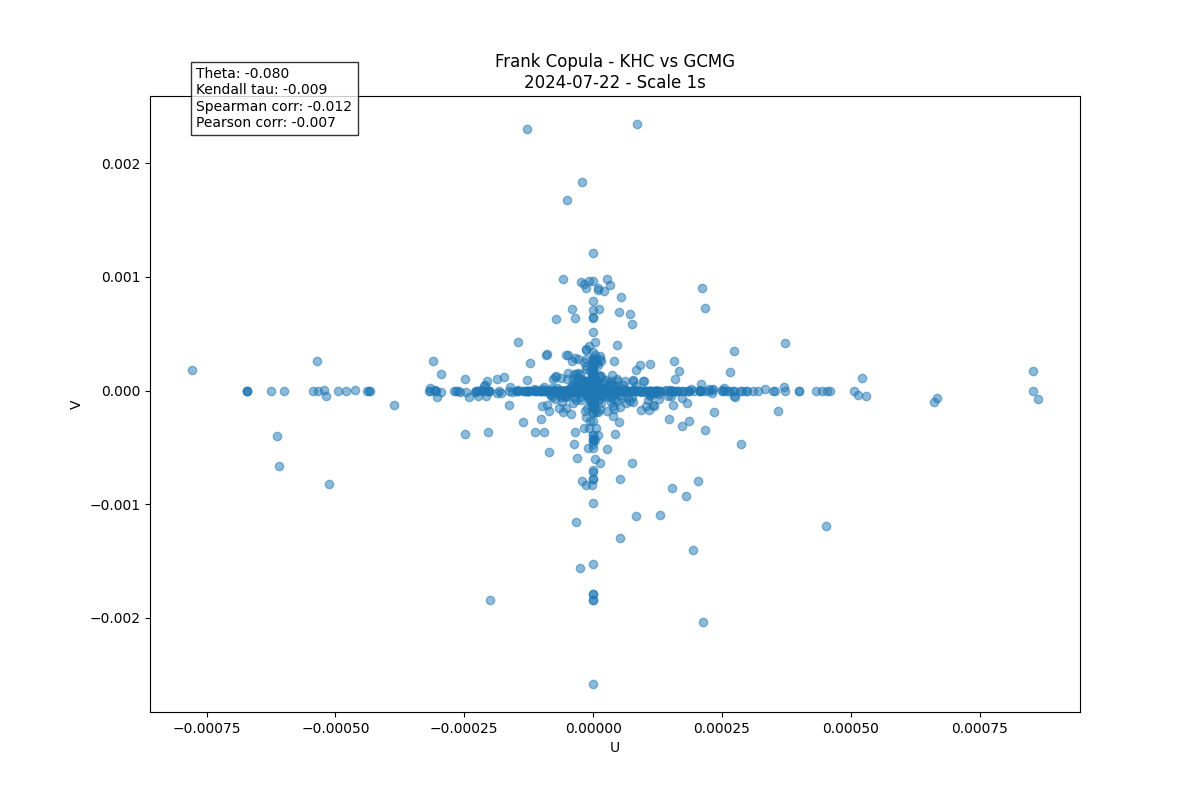 Frank Copula - KHC vs GCMG
2024-07-22 - Scale 1s
Theta: -0.080
Kendall tau: -0.009
Spearman corr: -0.012
Pearson corr: -0.007
0.002
0.001
0.000
−0.001
−0.002
V
−0.00075 −0.00050 −0.00025 0.00000 0.00025 0.00050 0.00075
U